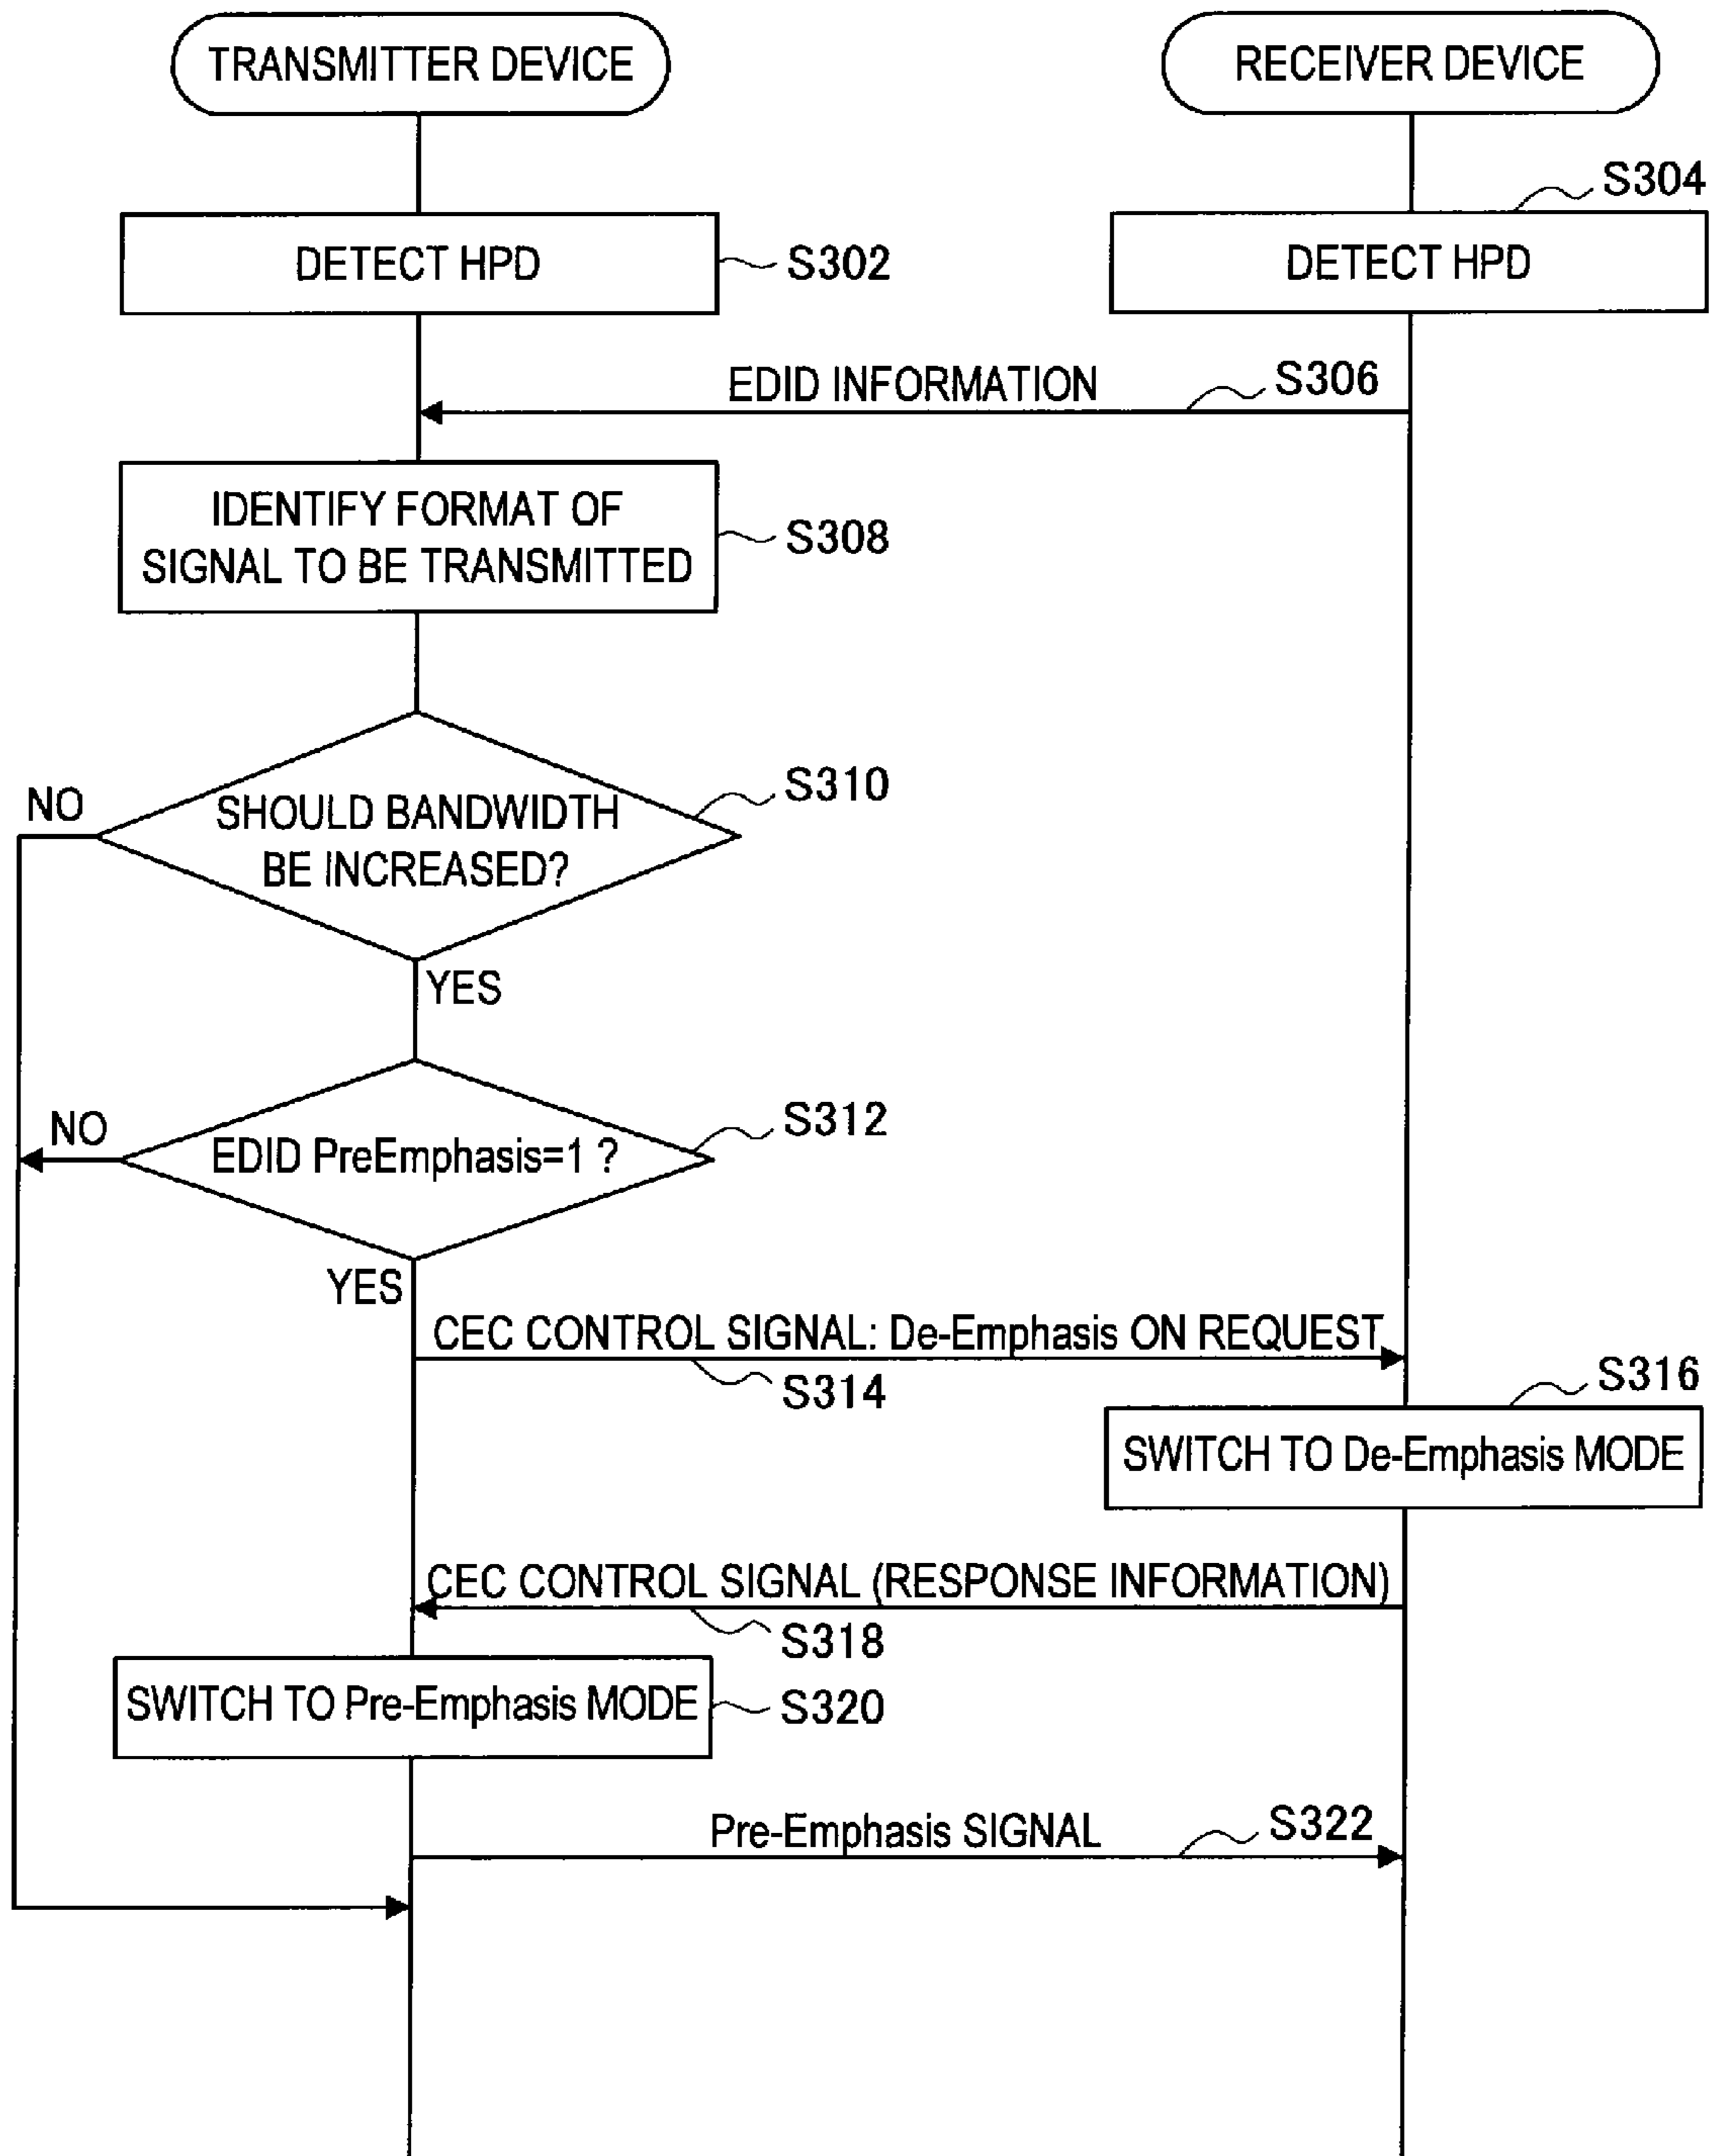 TRANSMITTER DEVICE
RECEIVER DEVICE
S304
DETECT HPD
S302
DETECT HPD
EDID INFORMATION
S306
IDENTIFY FORMAT OF
SIGNAL TO BE TRANSMITTED
S308
NO
SHOULD BANDWIDTH
BE INCREASED?
S310
YES
NO
EDID PreEmphasis=1 ?
S312
YES
CEC CONTROL SIGNAL: De-Emphasis ON REQUEST
S314
S316
SWITCH TO De-Emphasis MODE
CEC CONTROL SIGNAL (RESPONSE INFORMATION)
S318
SWITCH TO Pre-Emphasis MODE
S320
Pre-Emphasis SIGNAL
S322